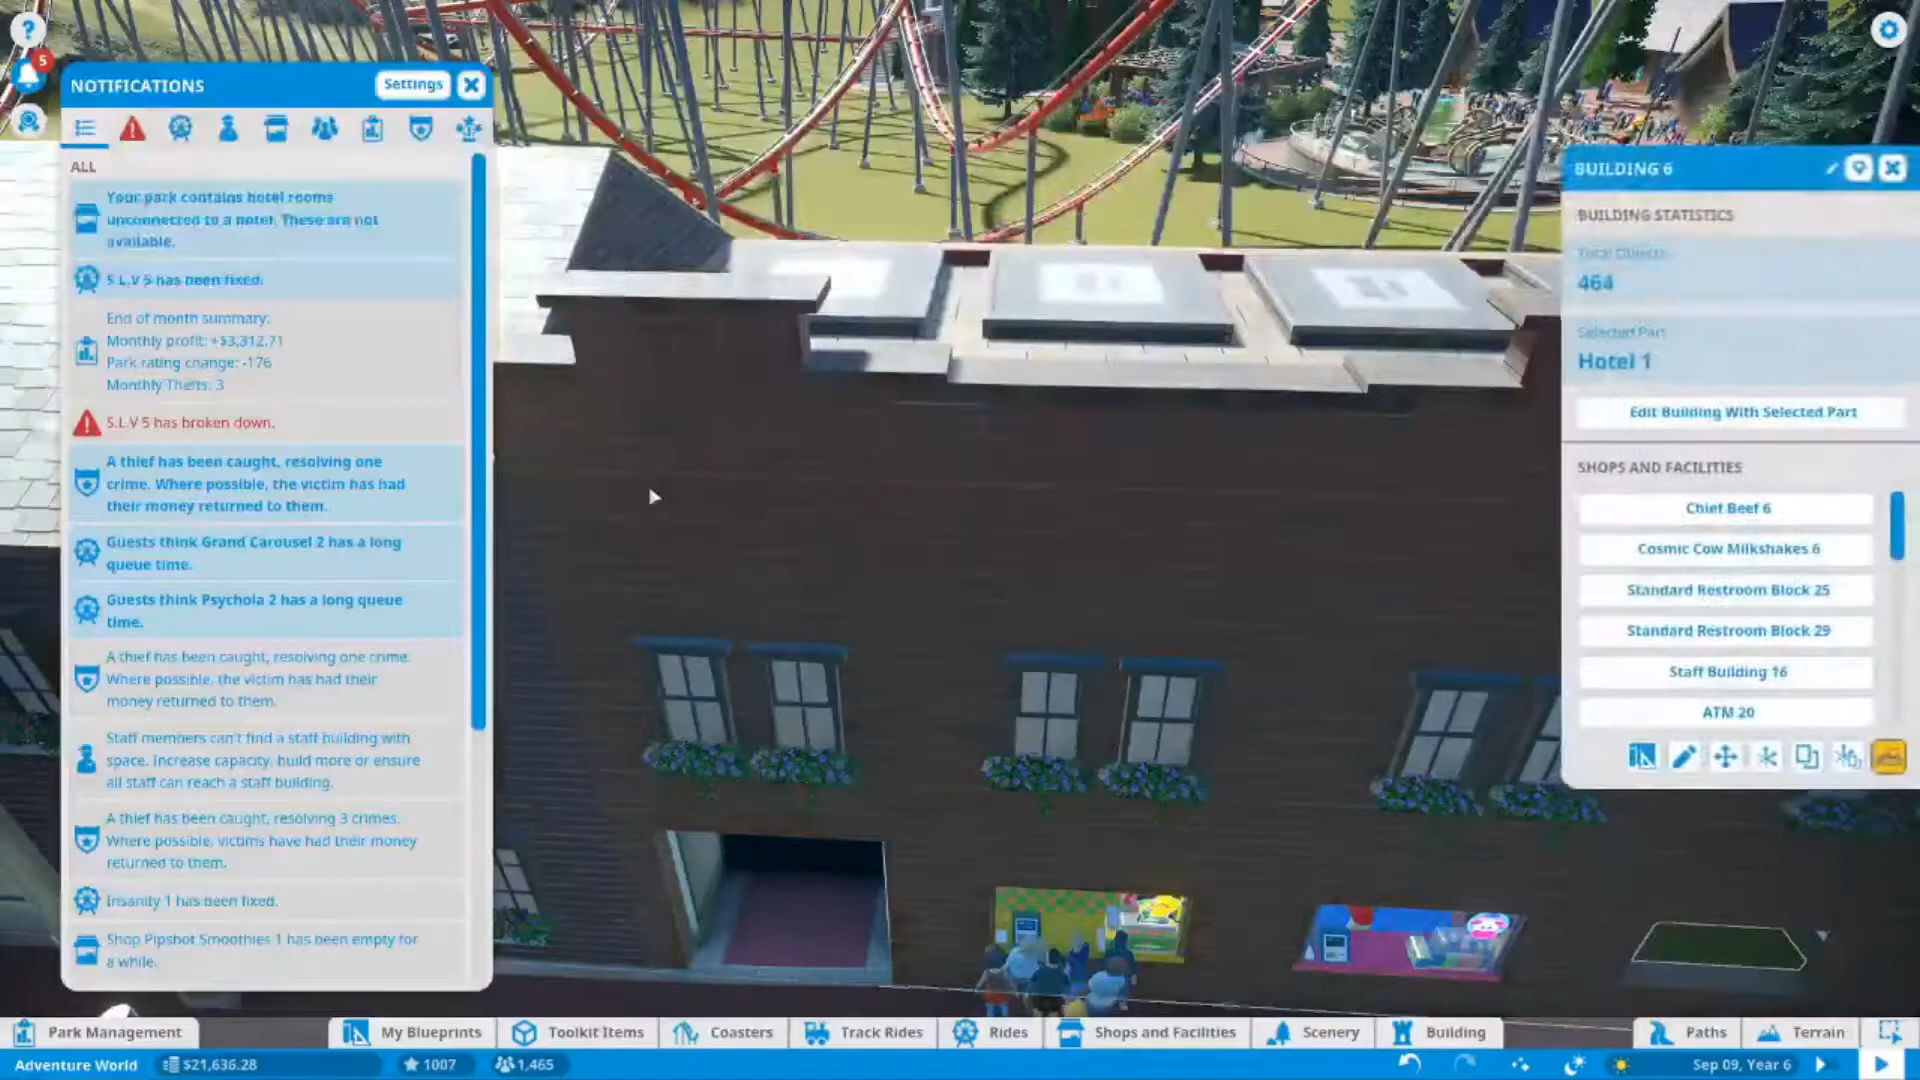 ?
5
NOTIFICATIONS
Settings
ALL
Your park contains hotel rooms
unconnected to a hotel. These are not
available.
S.L.V 5 has been fixed.
End of month summary:
Monthly profit: +$3,312.71
Park rating change: -176
Monthly Thefts: 3
S.L.V 5 has broken down.
A thief has been caught, resolving one
crime. Where possible, the victim has had
their money returned to them.
Guests think Grand Carousel 2 has a long
queue time.
Guests think Psychola 2 has a long queue
time.
A thief has been caught, resolving one crime.
Where possible, the victim has had their
money returned to them.
Staff members can't find a staff building with
space. Increase capacity, build more or ensure
all staff can reach a staff building.
A thief has been caught, resolving 3 crimes.
Where possible, victims have had their money
returned to them.
Insanity 1 has been fixed.
Shop Pipshot Smoothies 1 has been empty for
a while.
BUILDING 6
BUILDING STATISTICS
Total Objects
464
Selected Part
Hotel 1
Edit Building With Selected Part
SHOPS AND FACILITIES
Chief Beef 6
Cosmic Cow Milkshakes 6
Standard Restroom Block 25
Standard Restroom Block 29
Staff Building 16
ATM 20
Park Management
My Blueprints
Toolkit Items
Coasters
Track Rides
Rides
Shops and Facilities
Scenery
Building
Paths
Terrain
Adventure World
$21,636.28
1007
1,465
Sep 09, Year 6